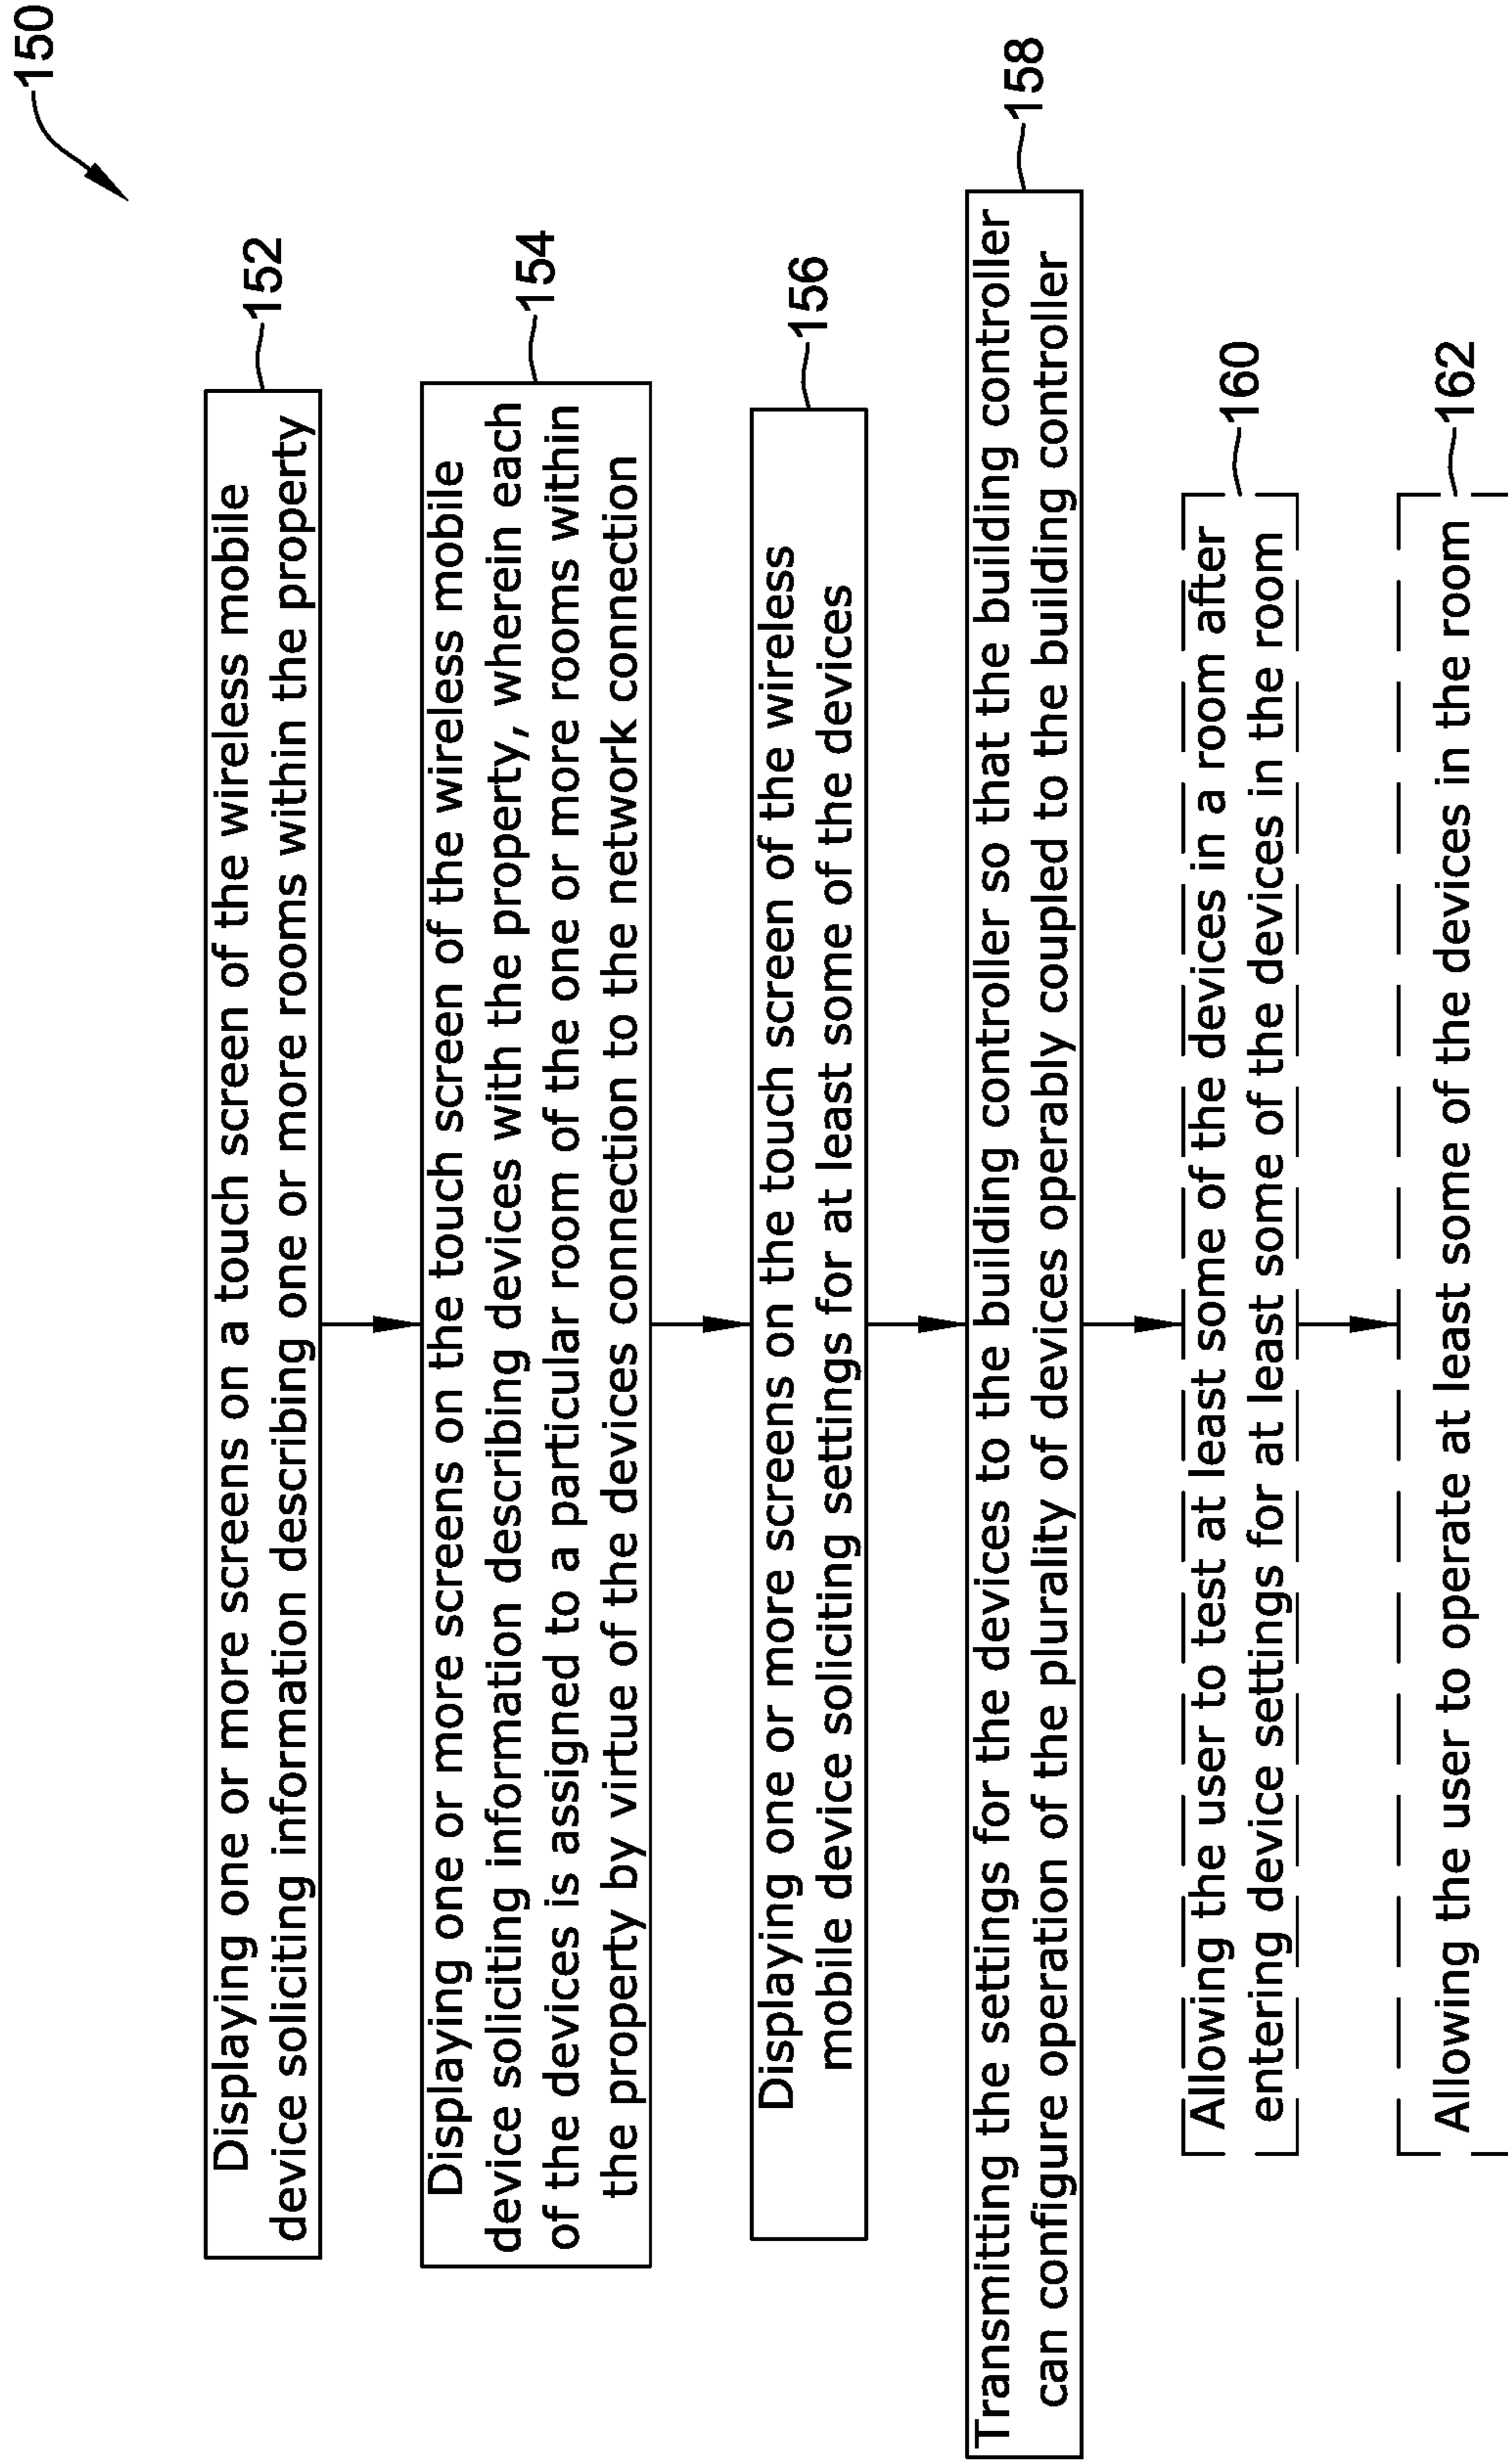 150
Displaying one or more screens on a touch screen of the wireless mobile
device soliciting information describing one or more rooms within the property
152
Displaying one or more screens on the touch screen of the wireless mobile
device soliciting information describing devices with the property, wherein each
of the devices is assigned to a particular room of the one or more rooms within
the property by virtue of the devices connection to the network connection
154
Displaying one or more screens on the touch screen of the wireless
mobile device soliciting settings for at least some of the devices
156
Transmitting the settings for the devices to the building controller so that the building controller
can configure operation of the plurality of devices operably coupled to the building controller
158
Allowing the user to test at least some of the devices in a room after
entering device settings for at least some of the devices in the room
160
Allowing the user to operate at least some of the devices in the room
162